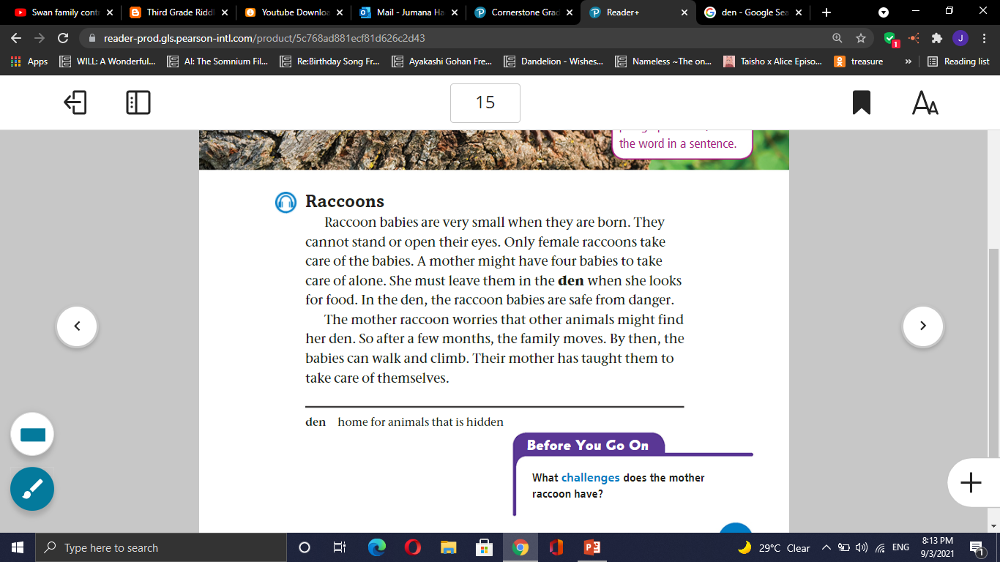 Swan family cont
Third Grade Riddl
Youtube Downloa
Mail - Jumana Ha
Cornerstone Grad
Reader+
den - Google Sea
reader-prod.gls.pearson-intl.com/product/5c768ad881ecf81d626c2d43
J
1
Apps
WILL: A Wonderful...
AI: The Somnium Fil...
Re:Birthday Song Fr...
Ayakashi Gohan Fre...
Dandelion - Wishes...
Nameless ~The on...
Taisho x Alice Episo...
treasure
»
Reading list
15
AA
the word in a sentence.
Raccoons
Raccoon babies are very small when they are born. They
cannot stand or open their eyes. Only female raccoons take
care of the babies. A mother might have four babies to take
care of alone. She must leave them in the den when she looks
for food. In the den, the raccoon babies are safe from danger.
The mother raccoon worries that other animals might find
her den. So after a few months, the family moves. By then, the
babies can walk and climb. Their mother has taught them to
take care of themselves.
den home for animals that is hidden
Before You Go On
What challenges does the mother
raccoon have?
Type here to search
29°C Clear
ENG
8:13 PM
9/3/2021
1